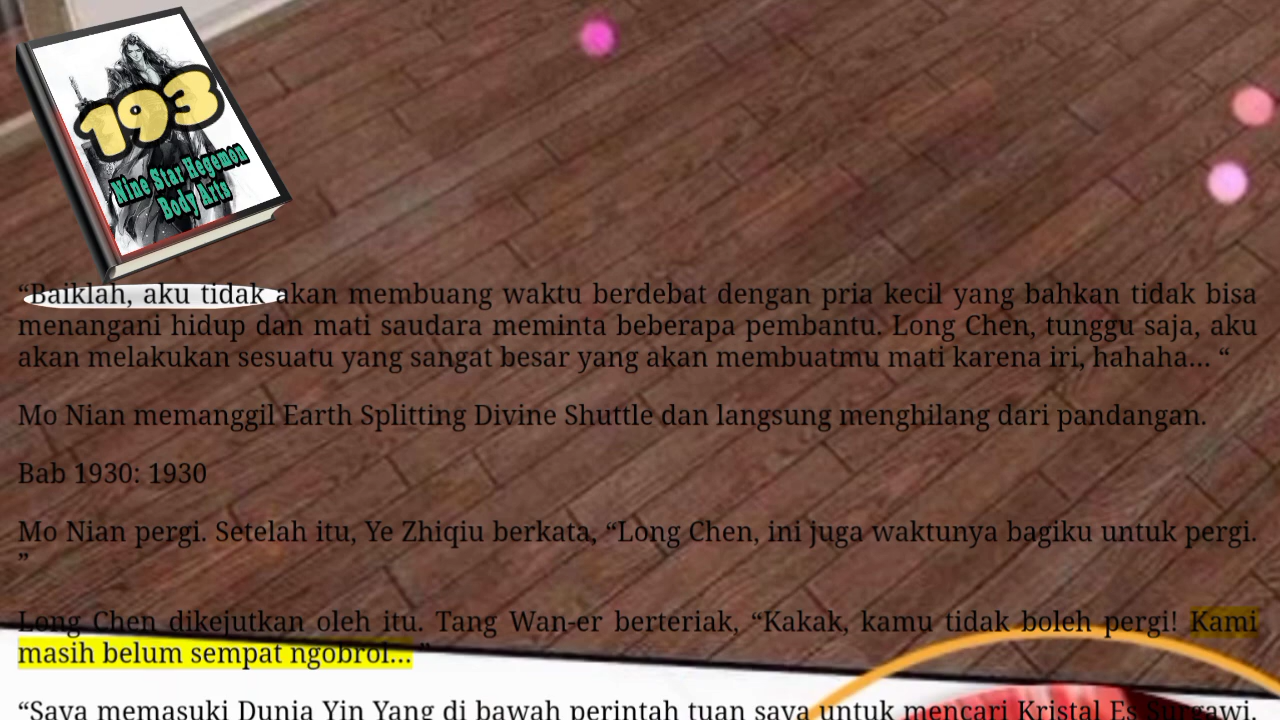 193
Nine Star Hegemon
Body Arts
“Baiklah, aku tidak akan membuang waktu berdebat dengan pria kecil yang bahkan tidak bisa
menangani hidup dan mati saudara meminta beberapa pembantu. Long Chen, tunggu saja, aku
akan melakukan sesuatu yang sangat besar yang akan membuatmu mati karena iri, hahaha... “
Mo Nian memanggil Earth Splitting Divine Shuttle dan langsung menghilang dari pandangan.
Bab 1930: 1930
Mo Nian pergi. Setelah itu, Ye Zhiqiu berkata, “Long Chen, ini juga waktunya bagiku untuk pergi.
”
Long Chen dikejutkan oleh itu. Tang Wan-er berteriak, “Kakak, kamu tidak boleh pergi! Kami
masih belum sempat ngobrol... ”
“Saya memasuki Dunia Yin Yang di bawah perintah tuan saya untuk mencari Kristal Es Surgawi.